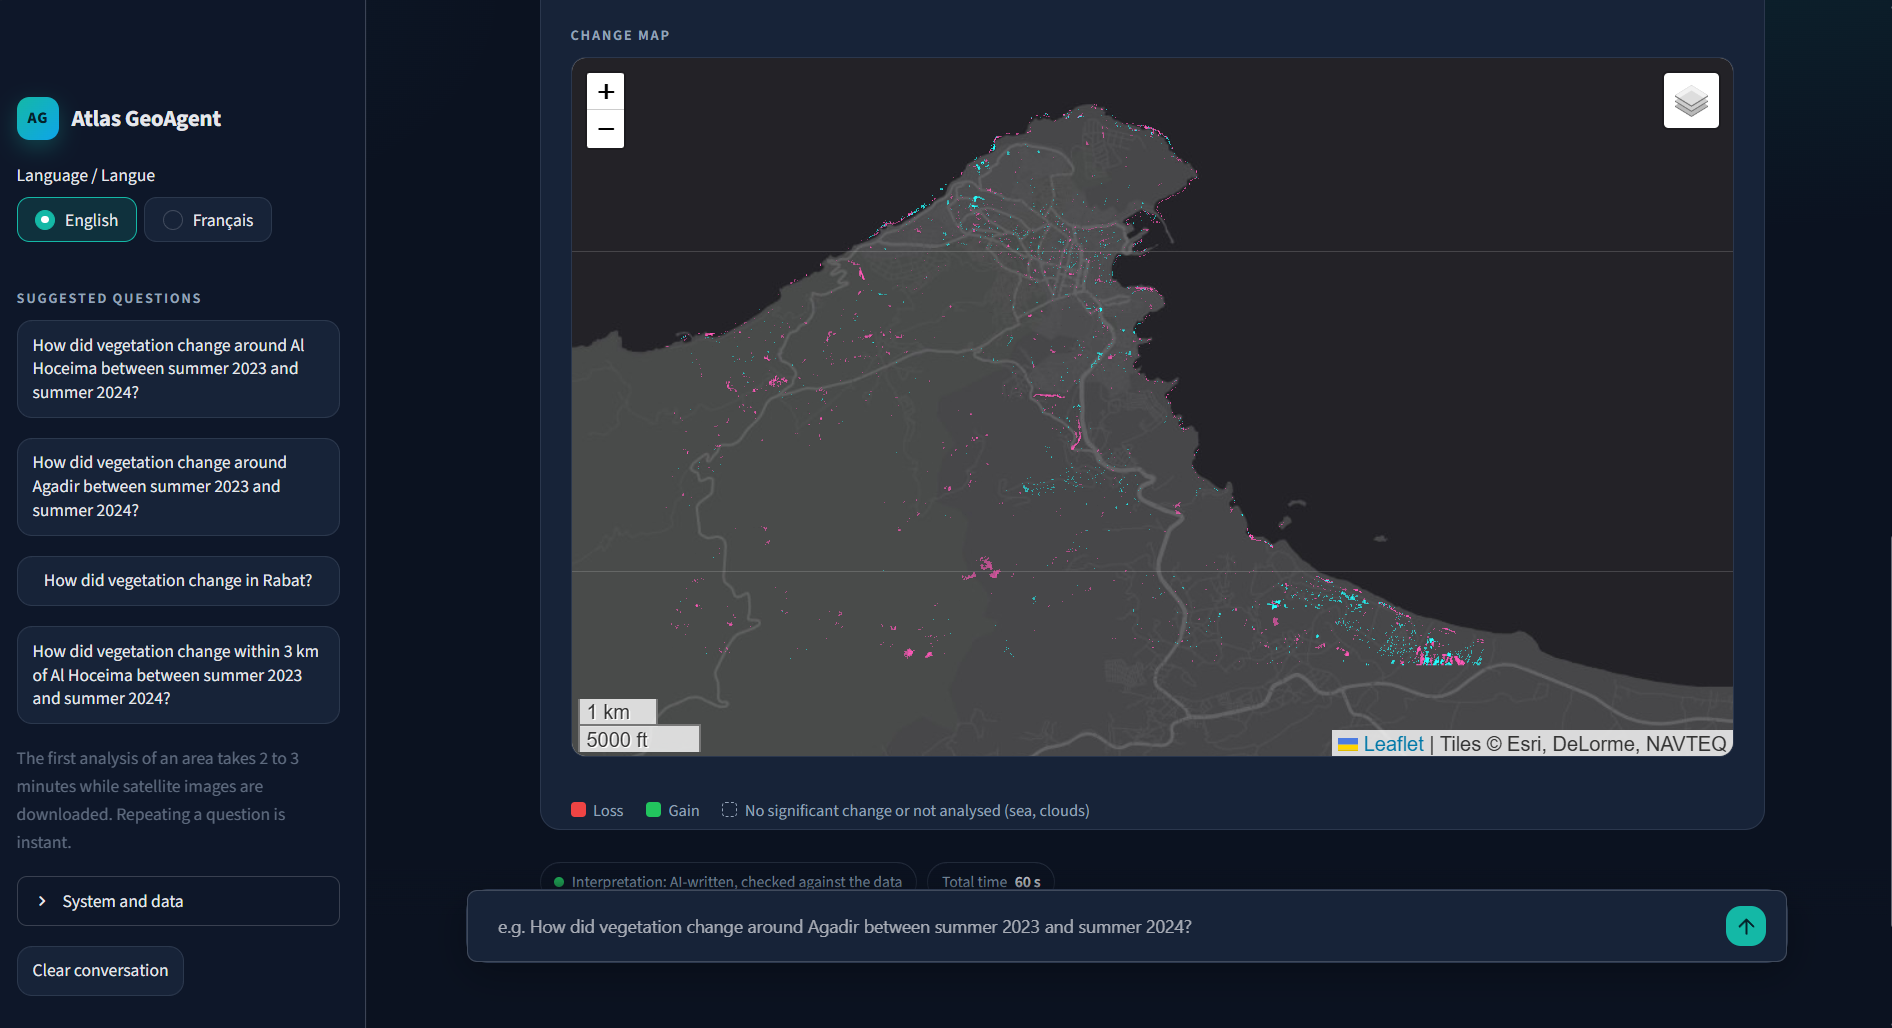 AG
Atlas GeoAgent
Language / Langue
English
Français
SUGGESTED QUESTIONS
How did vegetation change around Al
Hoceima between summer 2023 and
summer 2024?
How did vegetation change around
Agadir between summer 2023 and
summer 2024?
How did vegetation change in Rabat?
How did vegetation change within 3 km
of Al Hoceima between summer 2023
and summer 2024?
The first analysis of an area takes 2 to 3
minutes while satellite images are
downloaded. Repeating a question is
instant.
System and data
Clear conversation
CHANGE MAP
+
−
1 km
5000 ft
Leaflet | Tiles © Esri, DeLorme, NAVTEQ
Loss Gain No significant change or not analysed (sea, clouds)
Interpretation: AI-written, checked against the data Total time 60 s
e.g. How did vegetation change around Agadir between summer 2023 and summer 2024?